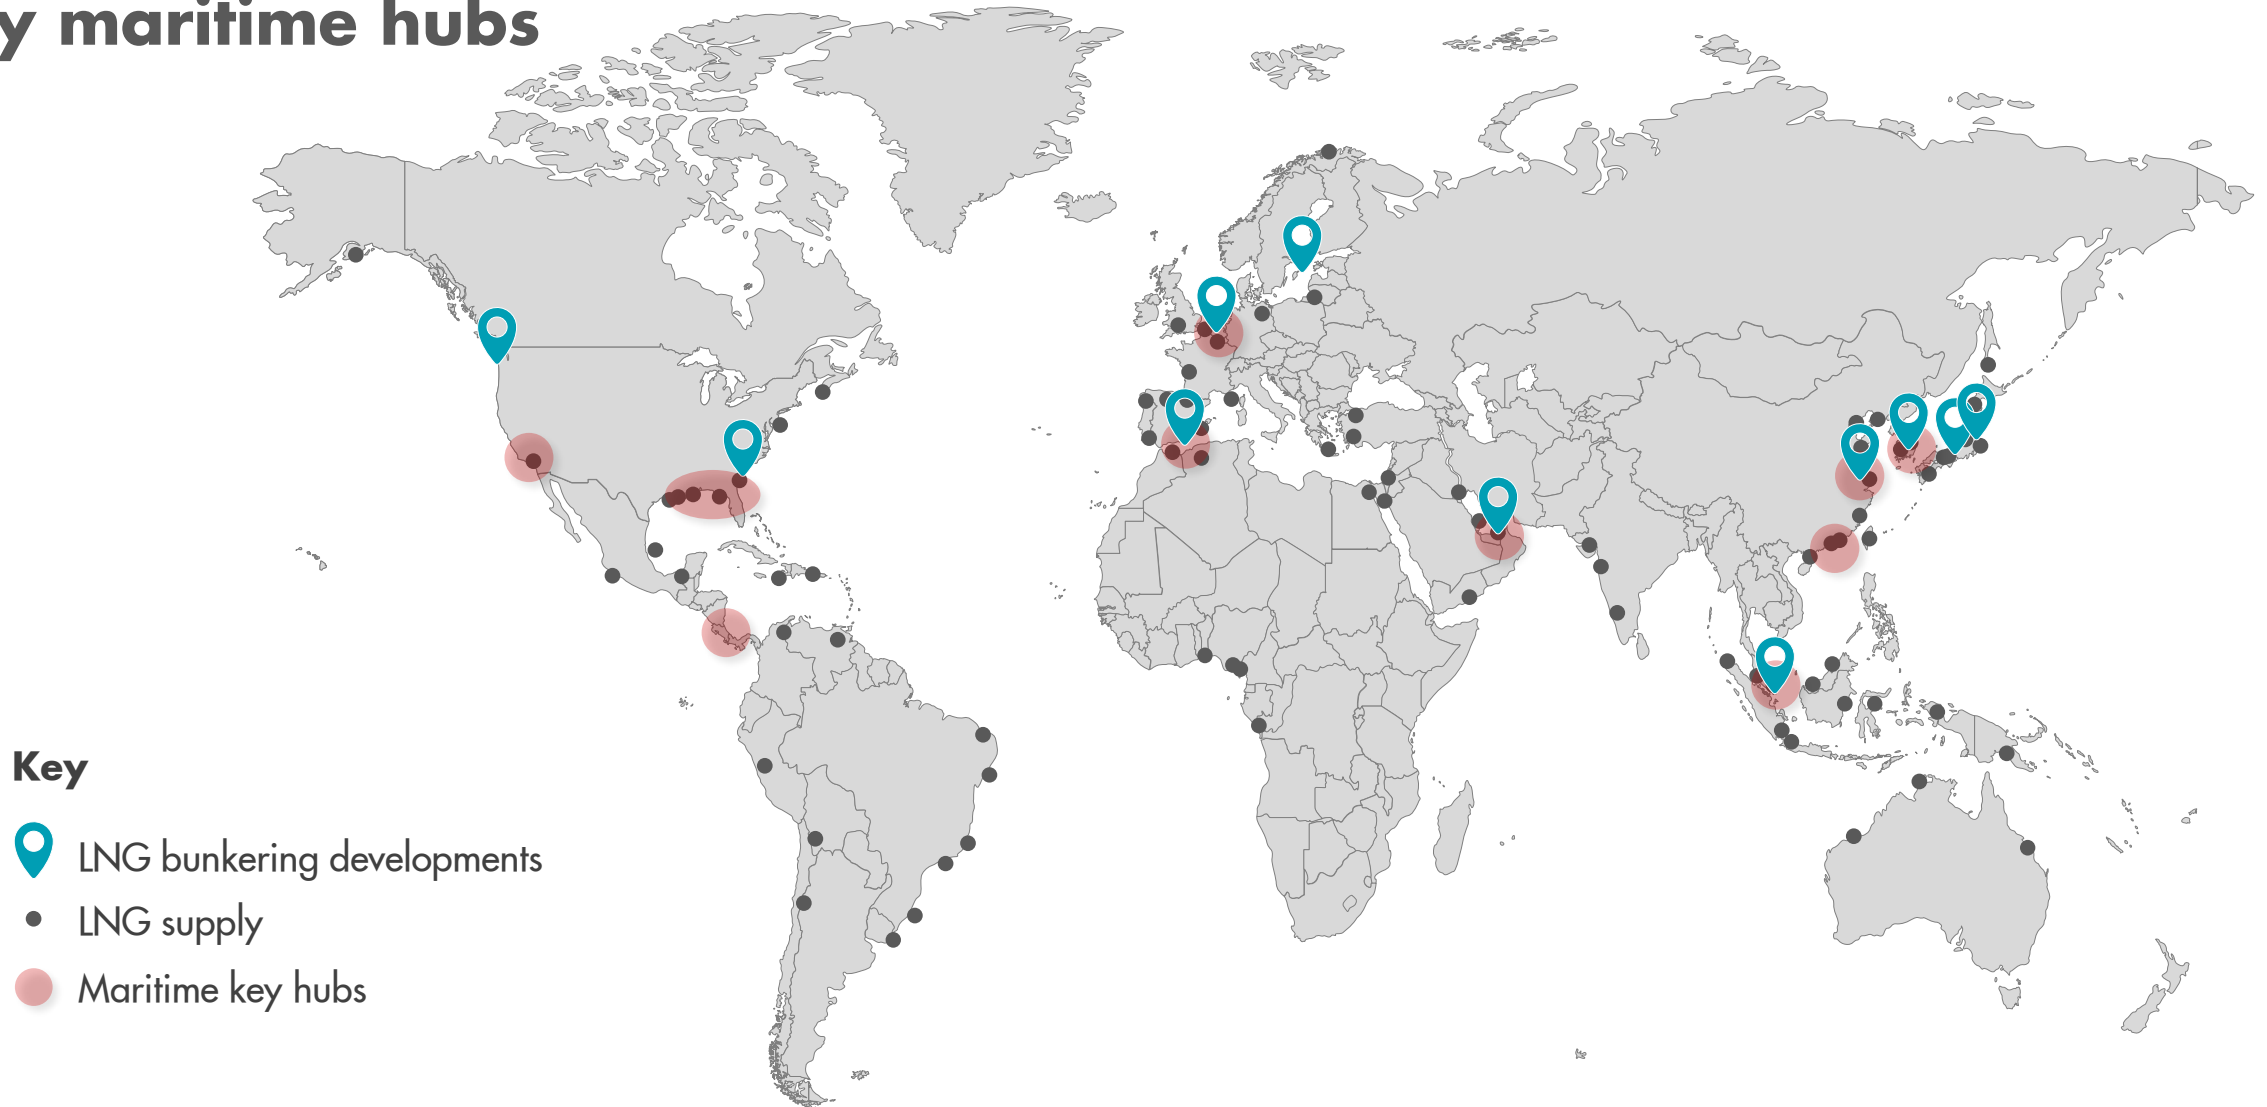 y maritime hubs
Key
LNG bunkering developments
LNG supply
Maritime key hubs